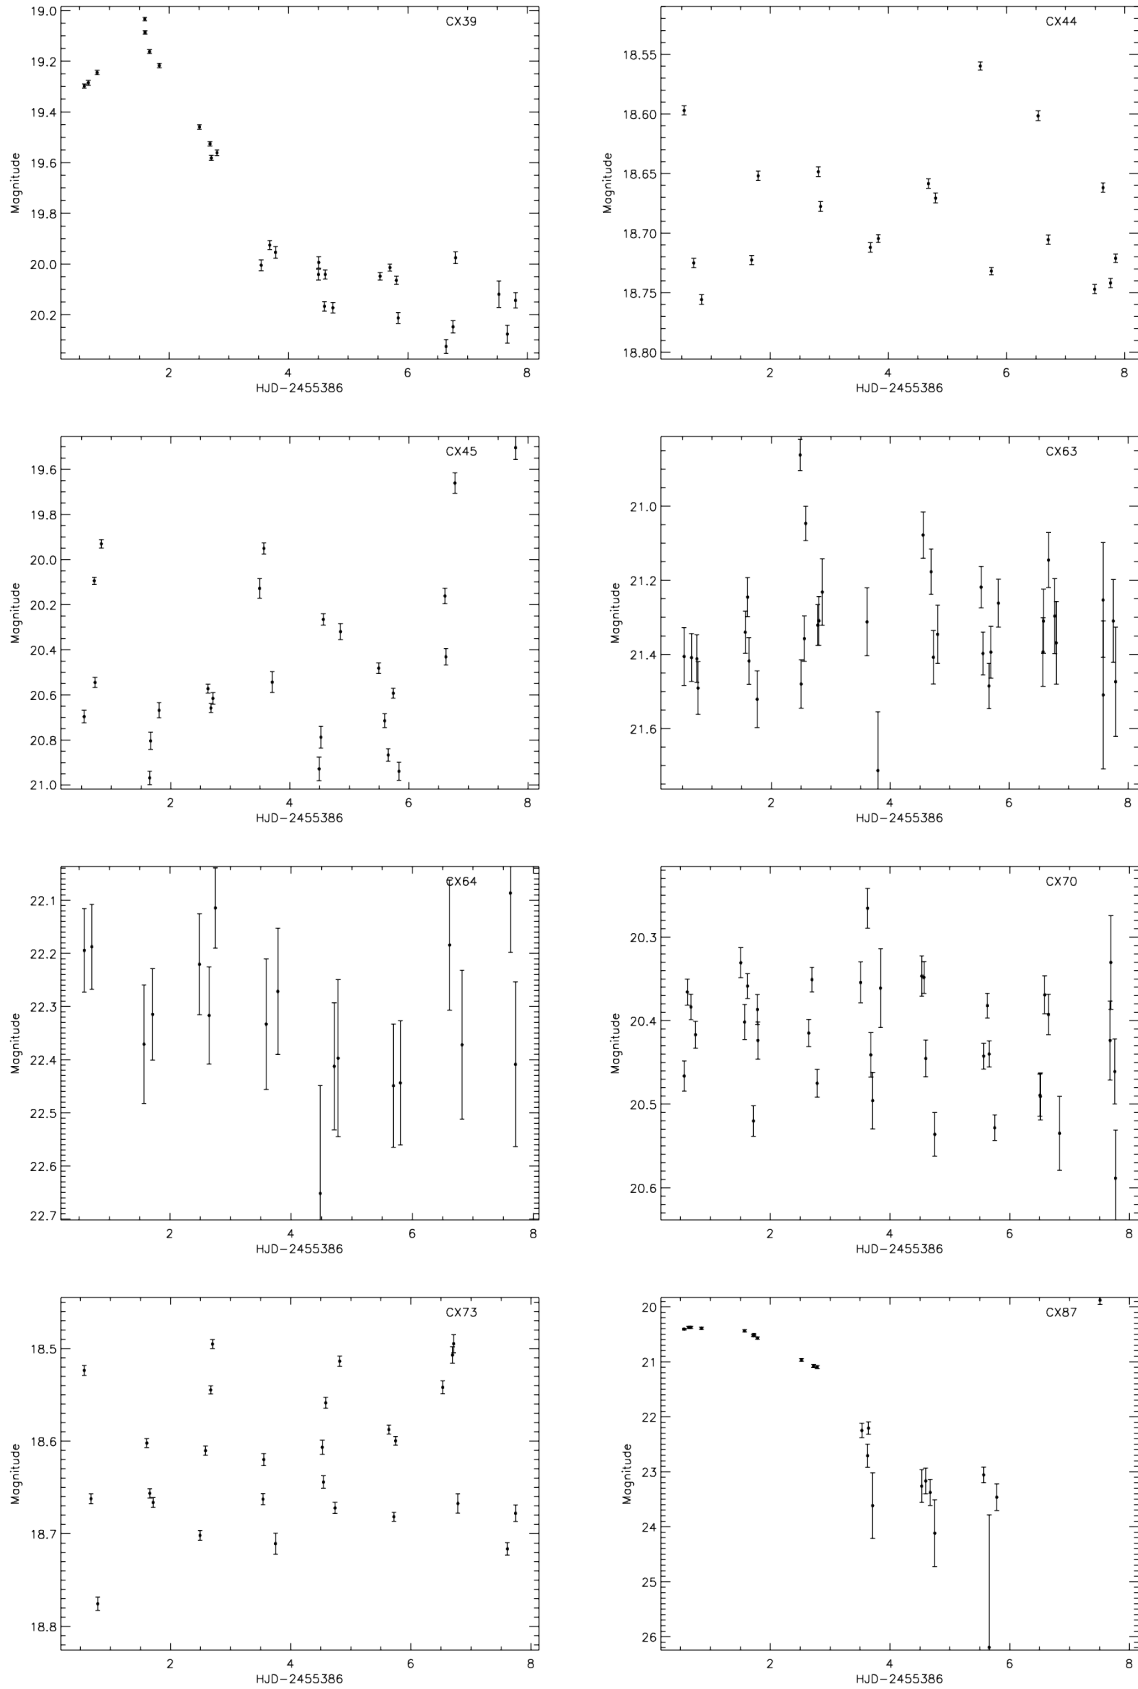 CX39
19.0
19.2
19.4
19.6
19.8
20.0
20.2
Magnitude
2 4 6 8
HJD-2455386
CX44
18.55
18.60
18.65
18.70
18.75
18.80
Magnitude
2 4 6 8
HJD-2455386
CX45
19.6
19.8
20.0
20.2
20.4
20.6
20.8
21.0
Magnitude
2 4 6 8
HJD-2455386
CX63
21.0
21.2
21.4
21.6
Magnitude
2 4 6 8
HJD-2455386
CX64
22.1
22.2
22.3
22.4
22.5
22.6
22.7
Magnitude
2 4 6 8
HJD-2455386
CX70
20.3
20.4
20.5
20.6
Magnitude
2 4 6 8
HJD-2455386
CX73
18.5
18.6
18.7
18.8
Magnitude
2 4 6 8
HJD-2455386
CX87
20
21
22
23
24
25
26
Magnitude
2 4 6 8
HJD-2455386